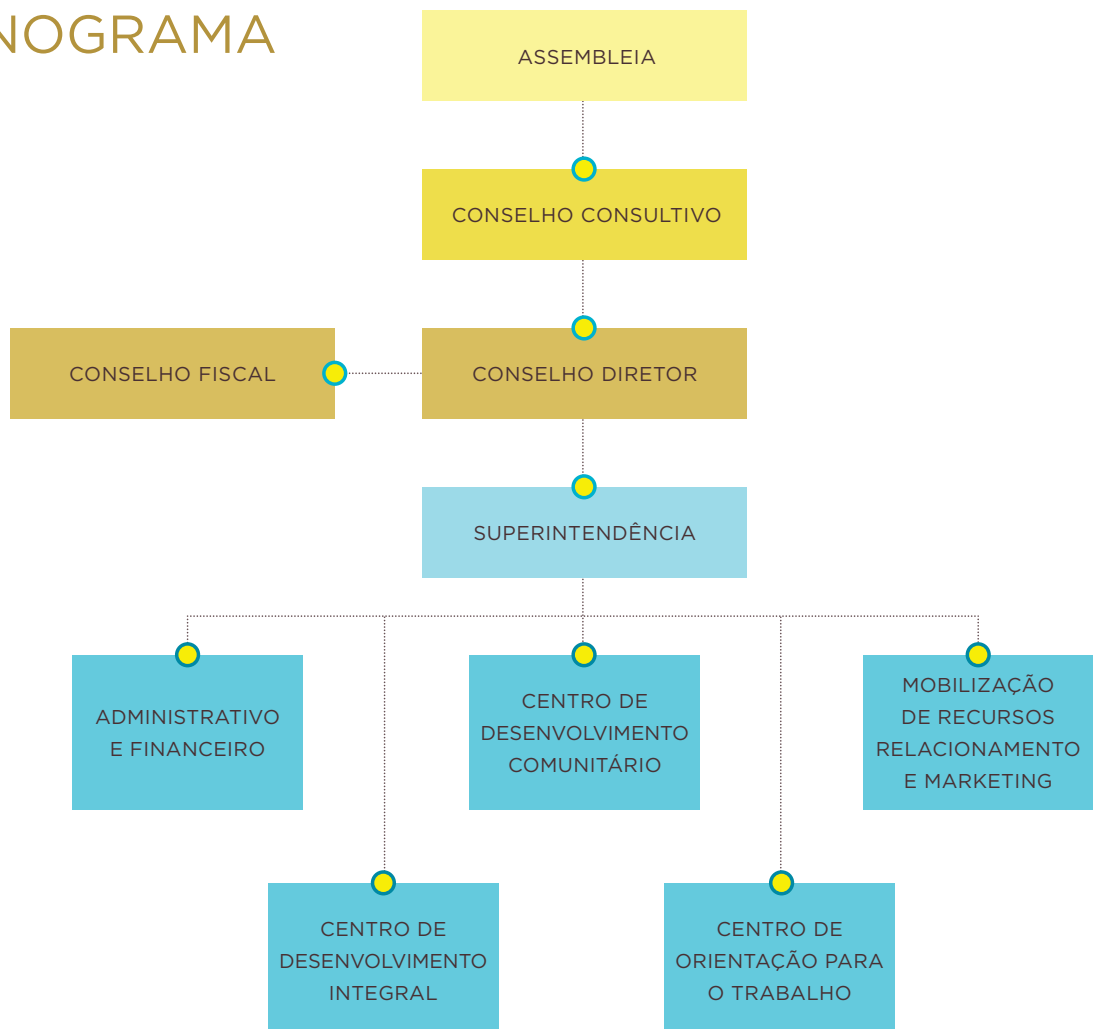 NOGRAMA
ASSEMBLEIA
CONSELHO CONSULTIVO
CONSELHO FISCAL
CONSELHO DIRETOR
SUPERINTENDÊNCIA
ADMINISTRATIVO
E FINANCEIRO
CENTRO DE
DESENVOLVIMENTO
COMUNITÁRIO
MOBILIZAÇÃO
DE RECURSOS
RELACIONAMENTO
E MARKETING
CENTRO DE
DESENVOLVIMENTO
INTEGRAL
CENTRO DE
ORIENTAÇÃO PARA
O TRABALHO